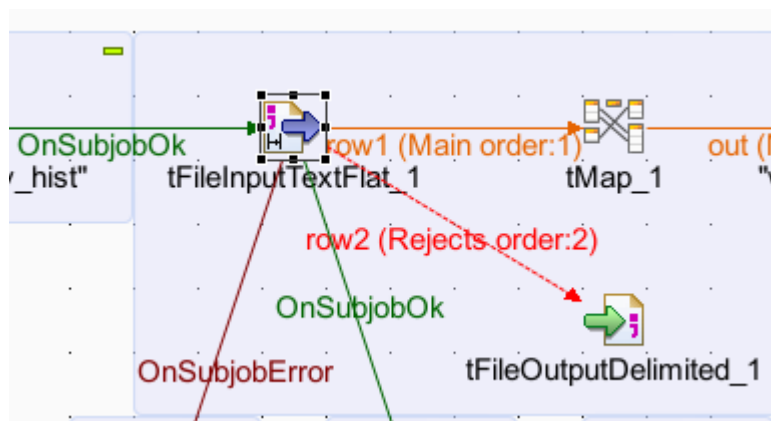 OnSubjobOk
row1 (Main order:1)
out (
_hist"
tFileInputTextFlat_1
tMap_1
row2 (Rejects order:2)
OnSubjobOk
OnSubjobError
tFileOutputDelimited_1